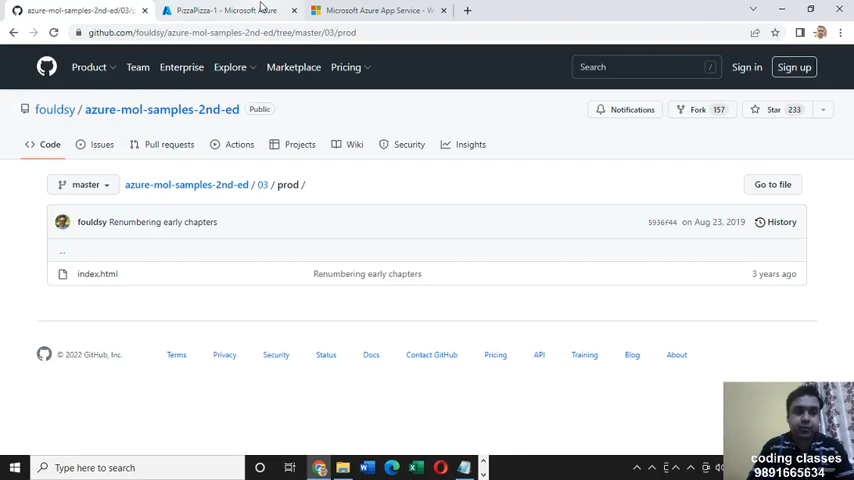 azure-mol-samples-2nd-ed/03/
PizzaPizza-1 - Microsoft Azure
Microsoft Azure App Service - W
github.com/fouldsy/azure-mol-samples-2nd-ed/tree/master/03/prod
Product
Team
Enterprise
Explore
Marketplace
Pricing
Search
/
Sign in
Sign up
fouldsy / azure-mol-samples-2nd-ed Public
Notifications
Fork 157
Star 233
Code
Issues
Pull requests
Actions
Projects
Wiki
Security
Insights
master
azure-mol-samples-2nd-ed / 03 / prod /
Go to file
fouldsy Renumbering early chapters
5936f44 on Aug 23, 2019
History
..
index.html
Renumbering early chapters
3 years ago
© 2022 GitHub, Inc.
Terms
Privacy
Security
Status
Docs
Contact GitHub
Pricing
API
Training
Blog
About
coding classes
9891665634
Type here to search